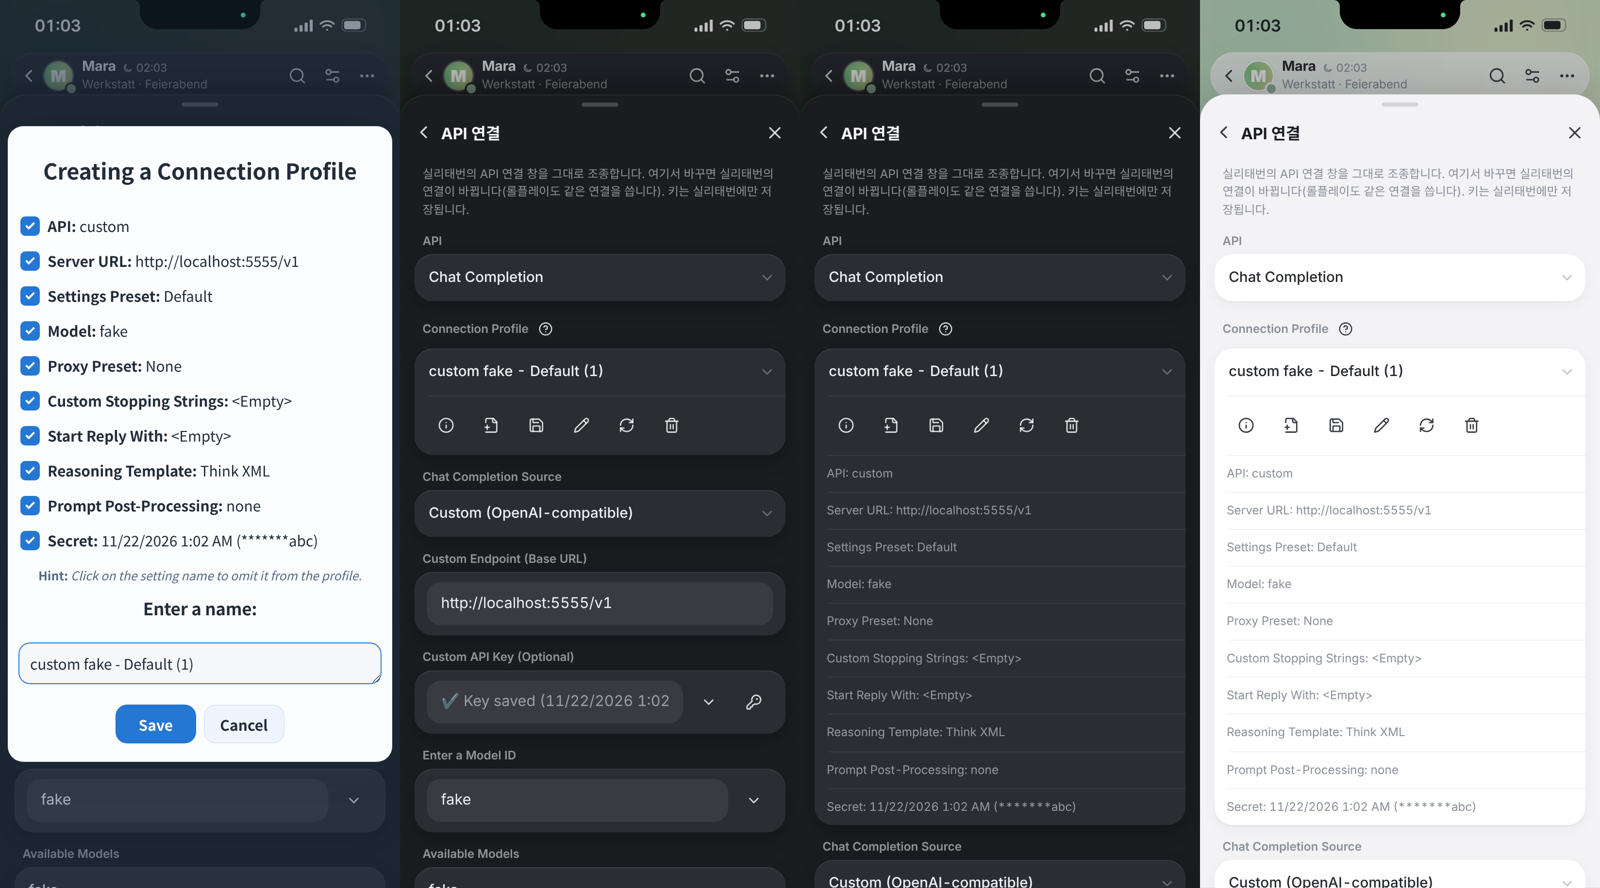 01:03
Mara 02:03
M
Werkstatt · Feierabend
Creating a Connection Profile
API: custom
Server URL: http://localhost:5555/v1
Settings Preset: Default
Model: fake
Proxy Preset: None
Custom Stopping Strings: <Empty>
Start Reply With: <Empty>
Reasoning Template: Think XML
Prompt Post-Processing: none
Secret: 11/22/2026 1:02 AM (*******abc)
Hint: Click on the setting name to omit it from the profile.
Enter a name:
custom fake - Default (1)
Save
Cancel
fake
Available Models
fake
01:03
Mara 02:03
M
Werkstatt · Feierabend
API 연결
실리태번의 API 연결 창을 그대로 조종합니다. 여기서 바꾸면 실리태번의
연결이 바뀝니다(롤플레이도 같은 연결을 씁니다). 키는 실리태번에만 저
장됩니다.
API
Chat Completion
Connection Profile
custom fake - Default (1)
Chat Completion Source
Custom (OpenAI-compatible)
Custom Endpoint (Base URL)
http://localhost:5555/v1
Custom API Key (Optional)
✔ Key saved (11/22/2026 1:02
Enter a Model ID
fake
Available Models
fake
01:03
Mara 02:03
M
Werkstatt · Feierabend
API 연결
실리태번의 API 연결 창을 그대로 조종합니다. 여기서 바꾸면 실리태번의
연결이 바뀝니다(롤플레이도 같은 연결을 씁니다). 키는 실리태번에만 저
장됩니다.
API
Chat Completion
Connection Profile
custom fake - Default (1)
API: custom
Server URL: http://localhost:5555/v1
Settings Preset: Default
Model: fake
Proxy Preset: None
Custom Stopping Strings: <Empty>
Start Reply With: <Empty>
Reasoning Template: Think XML
Prompt Post-Processing: none
Secret: 11/22/2026 1:02 AM (*******abc)
Chat Completion Source
Custom (OpenAI-compatible)
01:03
Mara 02:03
M
Werkstatt · Feierabend
API 연결
실리태번의 API 연결 창을 그대로 조종합니다. 여기서 바꾸면 실리태번의
연결이 바뀝니다(롤플레이도 같은 연결을 씁니다). 키는 실리태번에만 저
장됩니다.
API
Chat Completion
Connection Profile
custom fake - Default (1)
API: custom
Server URL: http://localhost:5555/v1
Settings Preset: Default
Model: fake
Proxy Preset: None
Custom Stopping Strings: <Empty>
Start Reply With: <Empty>
Reasoning Template: Think XML
Prompt Post-Processing: none
Secret: 11/22/2026 1:02 AM (*******abc)
Chat Completion Source
Custom (OpenAI-compatible)